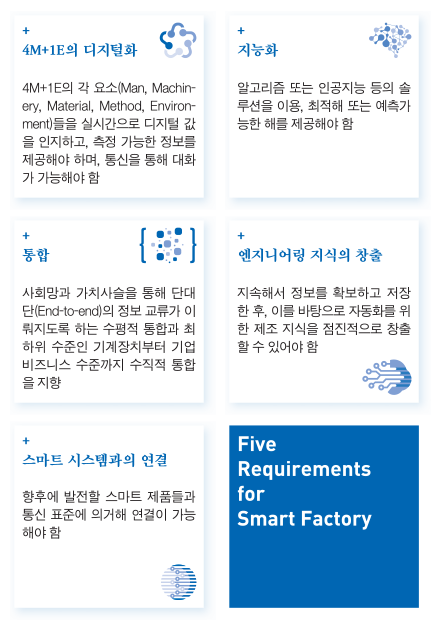 +
4M+1E의 디지털화
4M+1E의 각 요소(Man, Machin-
ery, Material, Method, Environ-
ment)들을 실시간으로 디지털 값
을 인지하고, 측정 가능한 정보를
제공해야 하며, 통신을 통해 대화
가 가능해야 함
+
지능화
알고리즘 또는 인공지능 등의 솔
루션을 이용, 최적해 또는 예측가
능한 해를 제공해야 함
+
통합
사회망과 가치사슬을 통해 단대
단(End-to-end)의 정보 교류가 이
뤄지도록 하는 수평적 통합과 최
하위 수준인 기계장치부터 기업
비즈니스 수준까지 수직적 통합
을 지향
+
엔지니어링 지식의 창출
지속해서 정보를 확보하고 저장
한 후, 이를 바탕으로 자동화를 위
한 제조 지식을 점진적으로 창출
할 수 있어야 함
+
스마트 시스템과의 연결
향후에 발전할 스마트 제품들과
통신 표준에 의거해 연결이 가능
해야 함
Five
Requirements
for
Smart Factory